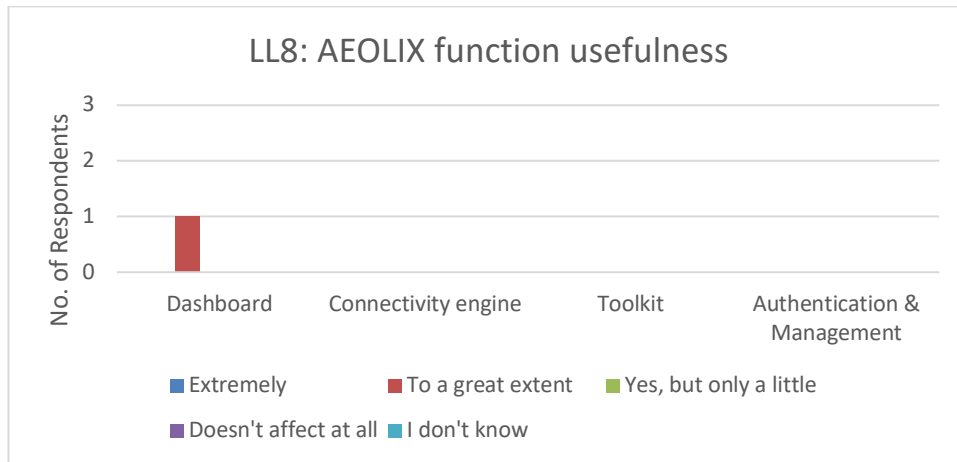 LL8: AEOLIX function usefulness
No. of Respondents
3
2
1
0
Dashboard
Connectivity engine
Toolkit
Authentication &
Management
Extremely
To a great extent
Yes, but only a little
Doesn't affect at all
I don't know